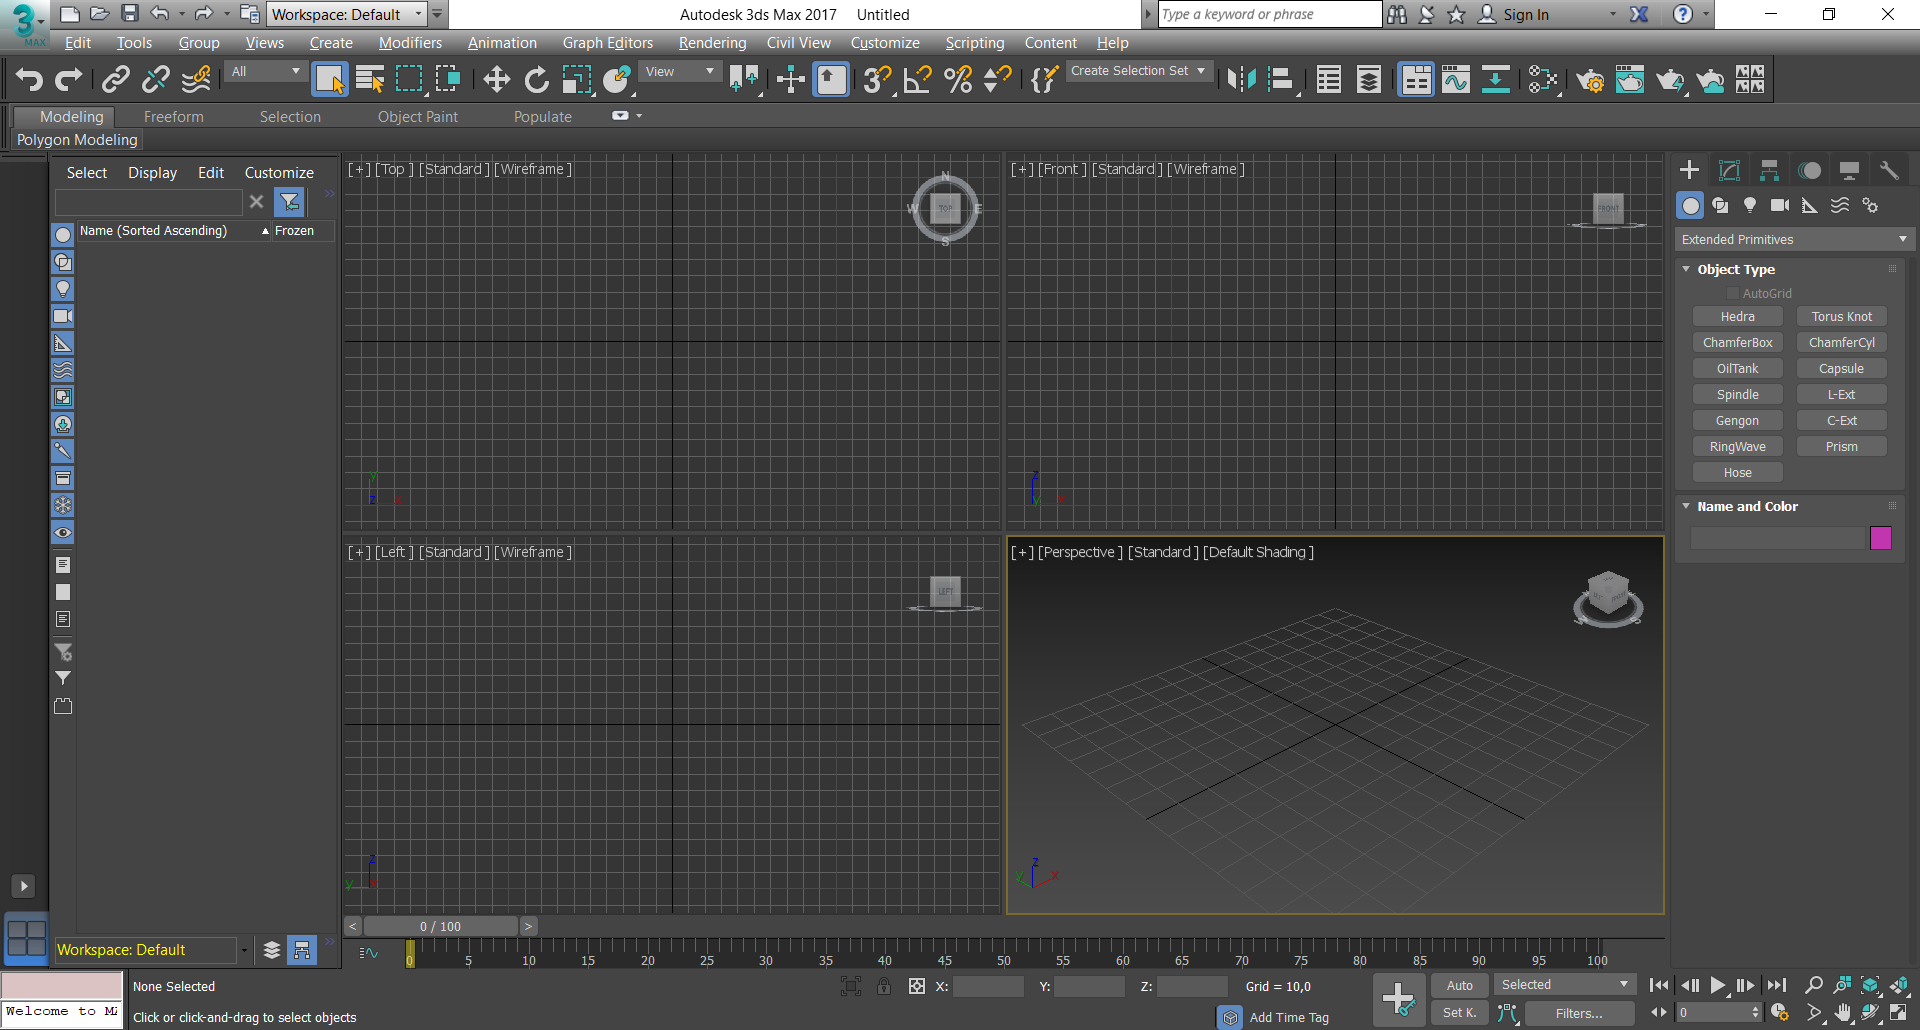 3
MAX
Workspace: Default
Autodesk 3ds Max 2017 Untitled
Type a keyword or phrase
Sign In
?
Edit Tools Group Views Create Modifiers Animation Graph Editors Rendering Civil View Customize Scripting Content Help
All
View
3
%
Create Selection Set
Modeling Freeform Selection Object Paint Populate
Polygon Modeling
Select Display Edit Customize
Name (Sorted Ascending) Frozen
[+] [Top ] [Standard ] [Wireframe ]
N
W TOP E
S
y
z x
[+] [Front ] [Standard ] [Wireframe ]
FRONT
z
y x
[+] [Left ] [Standard ] [Wireframe ]
LEFT
z
y x
[+] [Perspective ] [Standard ] [Default Shading ]
z
y x
Extended Primitives
Object Type
AutoGrid
Hedra Torus Knot
ChamferBox ChamferCyl
OilTank Capsule
Spindle L-Ext
Gengon C-Ext
RingWave Prism
Hose
Name and Color
< 0 / 100 >
Workspace: Default
0 5 10 15 20 25 30 35 40 45 50 55 60 65 70 75 80 85 90 95 100
None Selected
X: Y: Z: Grid = 10,0
Auto Selected
Welcome to MA
Click or click-and-drag to select objects
Add Time Tag
Set K. Filters...
0